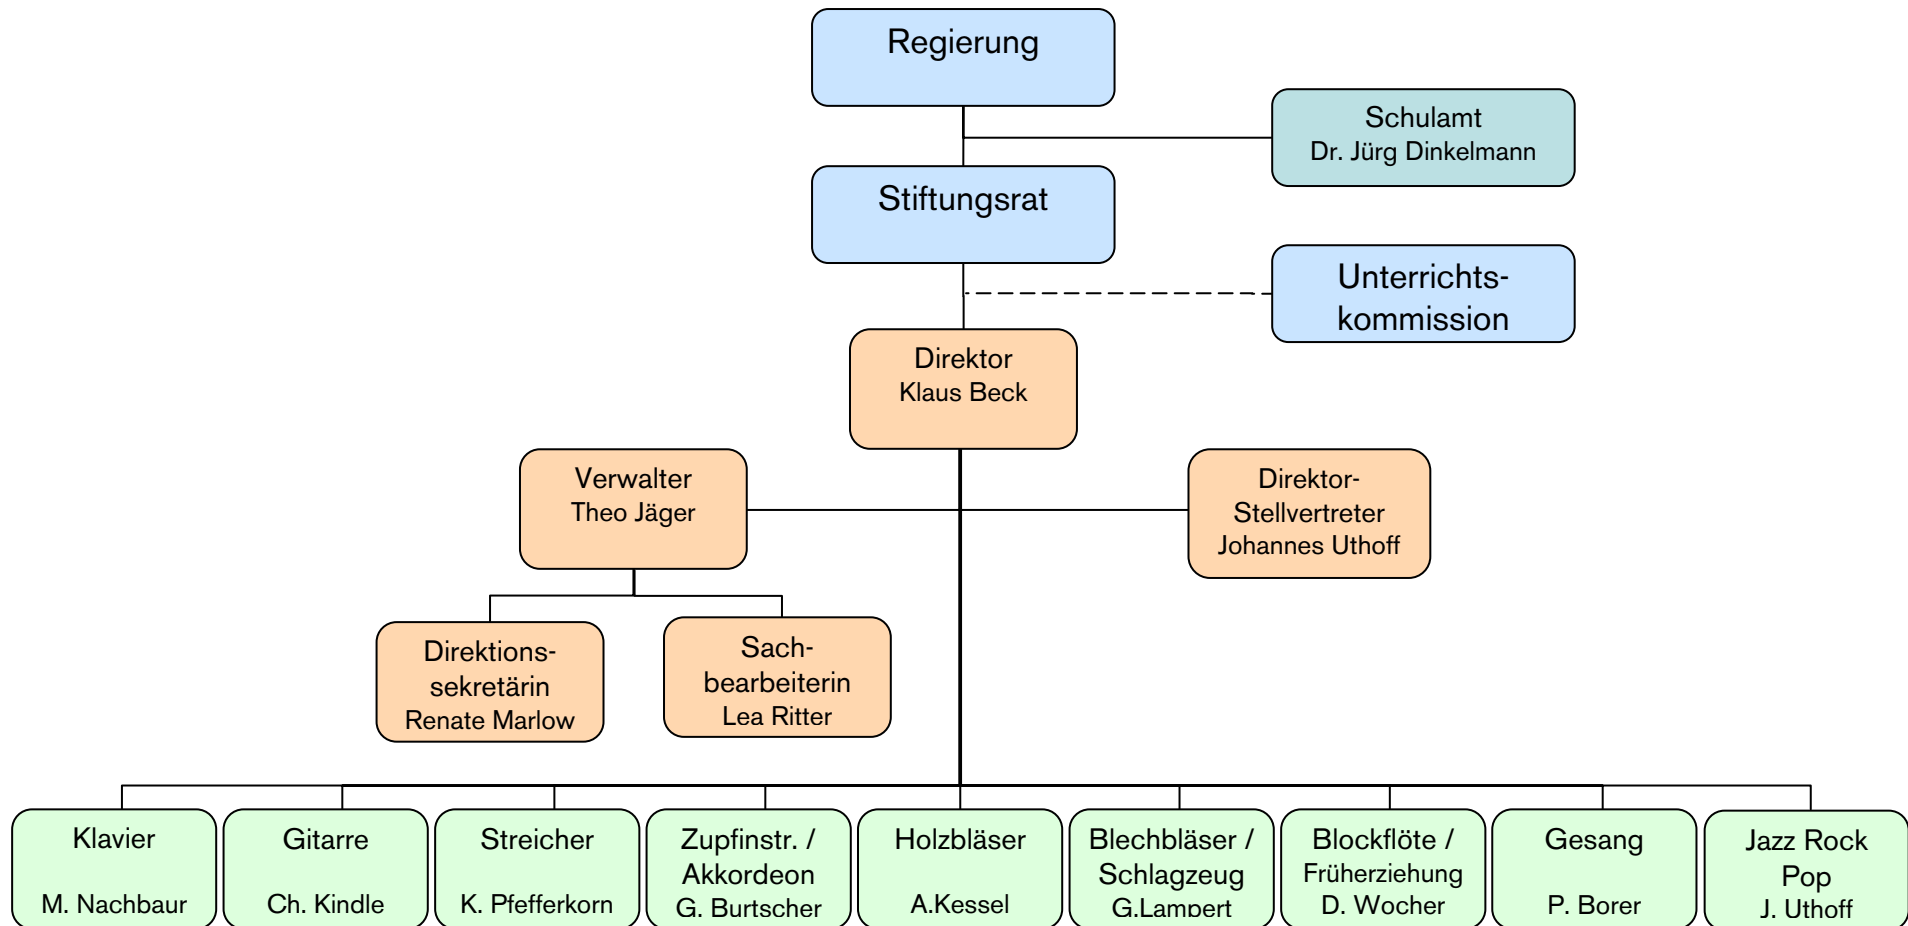 Regierung
Schulamt
Dr. Jürg Dinkelmann
Stiftungsrat
Unterrichts-
kommission
Direktor
Klaus Beck
Verwalter
Theo Jäger
Direktor-
Stellvertreter
Johannes Uthoff
Direktions-
sekretärin
Renate Marlow
Sach-
bearbeiterin
Lea Ritter
Klavier
M. Nachbaur
Gitarre
Ch. Kindle
Streicher
K. Pfefferkorn
Zupfinstr. /
Akkordeon
G. Burtscher
Holzbläser
A.Kessel
Blechbläser /
Schlagzeug
G.Lampert
Blockflöte /
Früherziehung
D. Wocher
Gesang
P. Borer
Jazz Rock
Pop
J. Uthoff